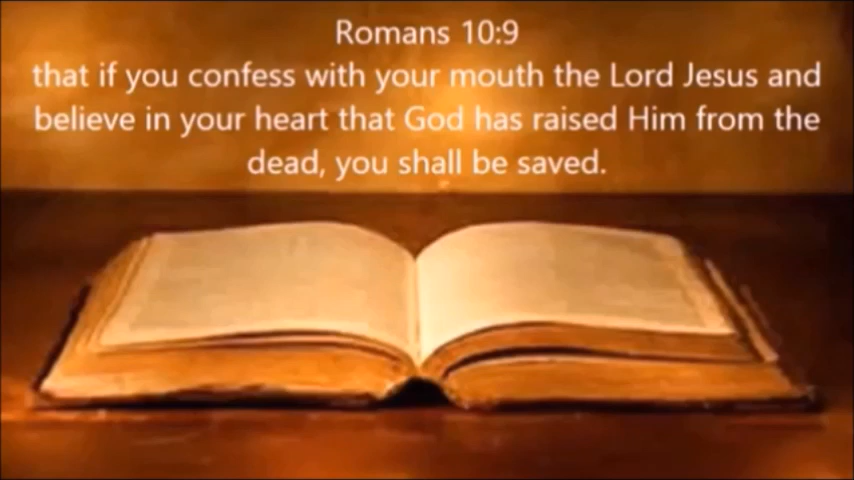 Romans 10:9
that if you confess with your mouth the Lord Jesus and
believe in your heart that God has raised Him from the
dead, you shall be saved.